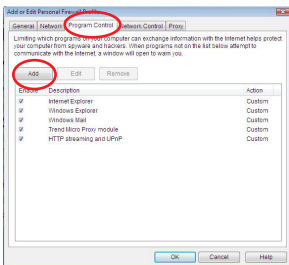 Add or Edit Personal Firewall Profile
General Network Program Control Network Control Proxy
Limiting which programs on your computer can exchange information with the Internet helps protect
your computer from spyware and hackers. When programs not on the list below attempt to
communicate with the Internet, a window will open to warn you.
Add Edit Remove
Enable Description Action
Internet Explorer Custom
Windows Explorer Custom
Windows Mail Custom
Trend Micro Proxy module Custom
HTTP streaming and UPnP Custom
OK Cancel Help